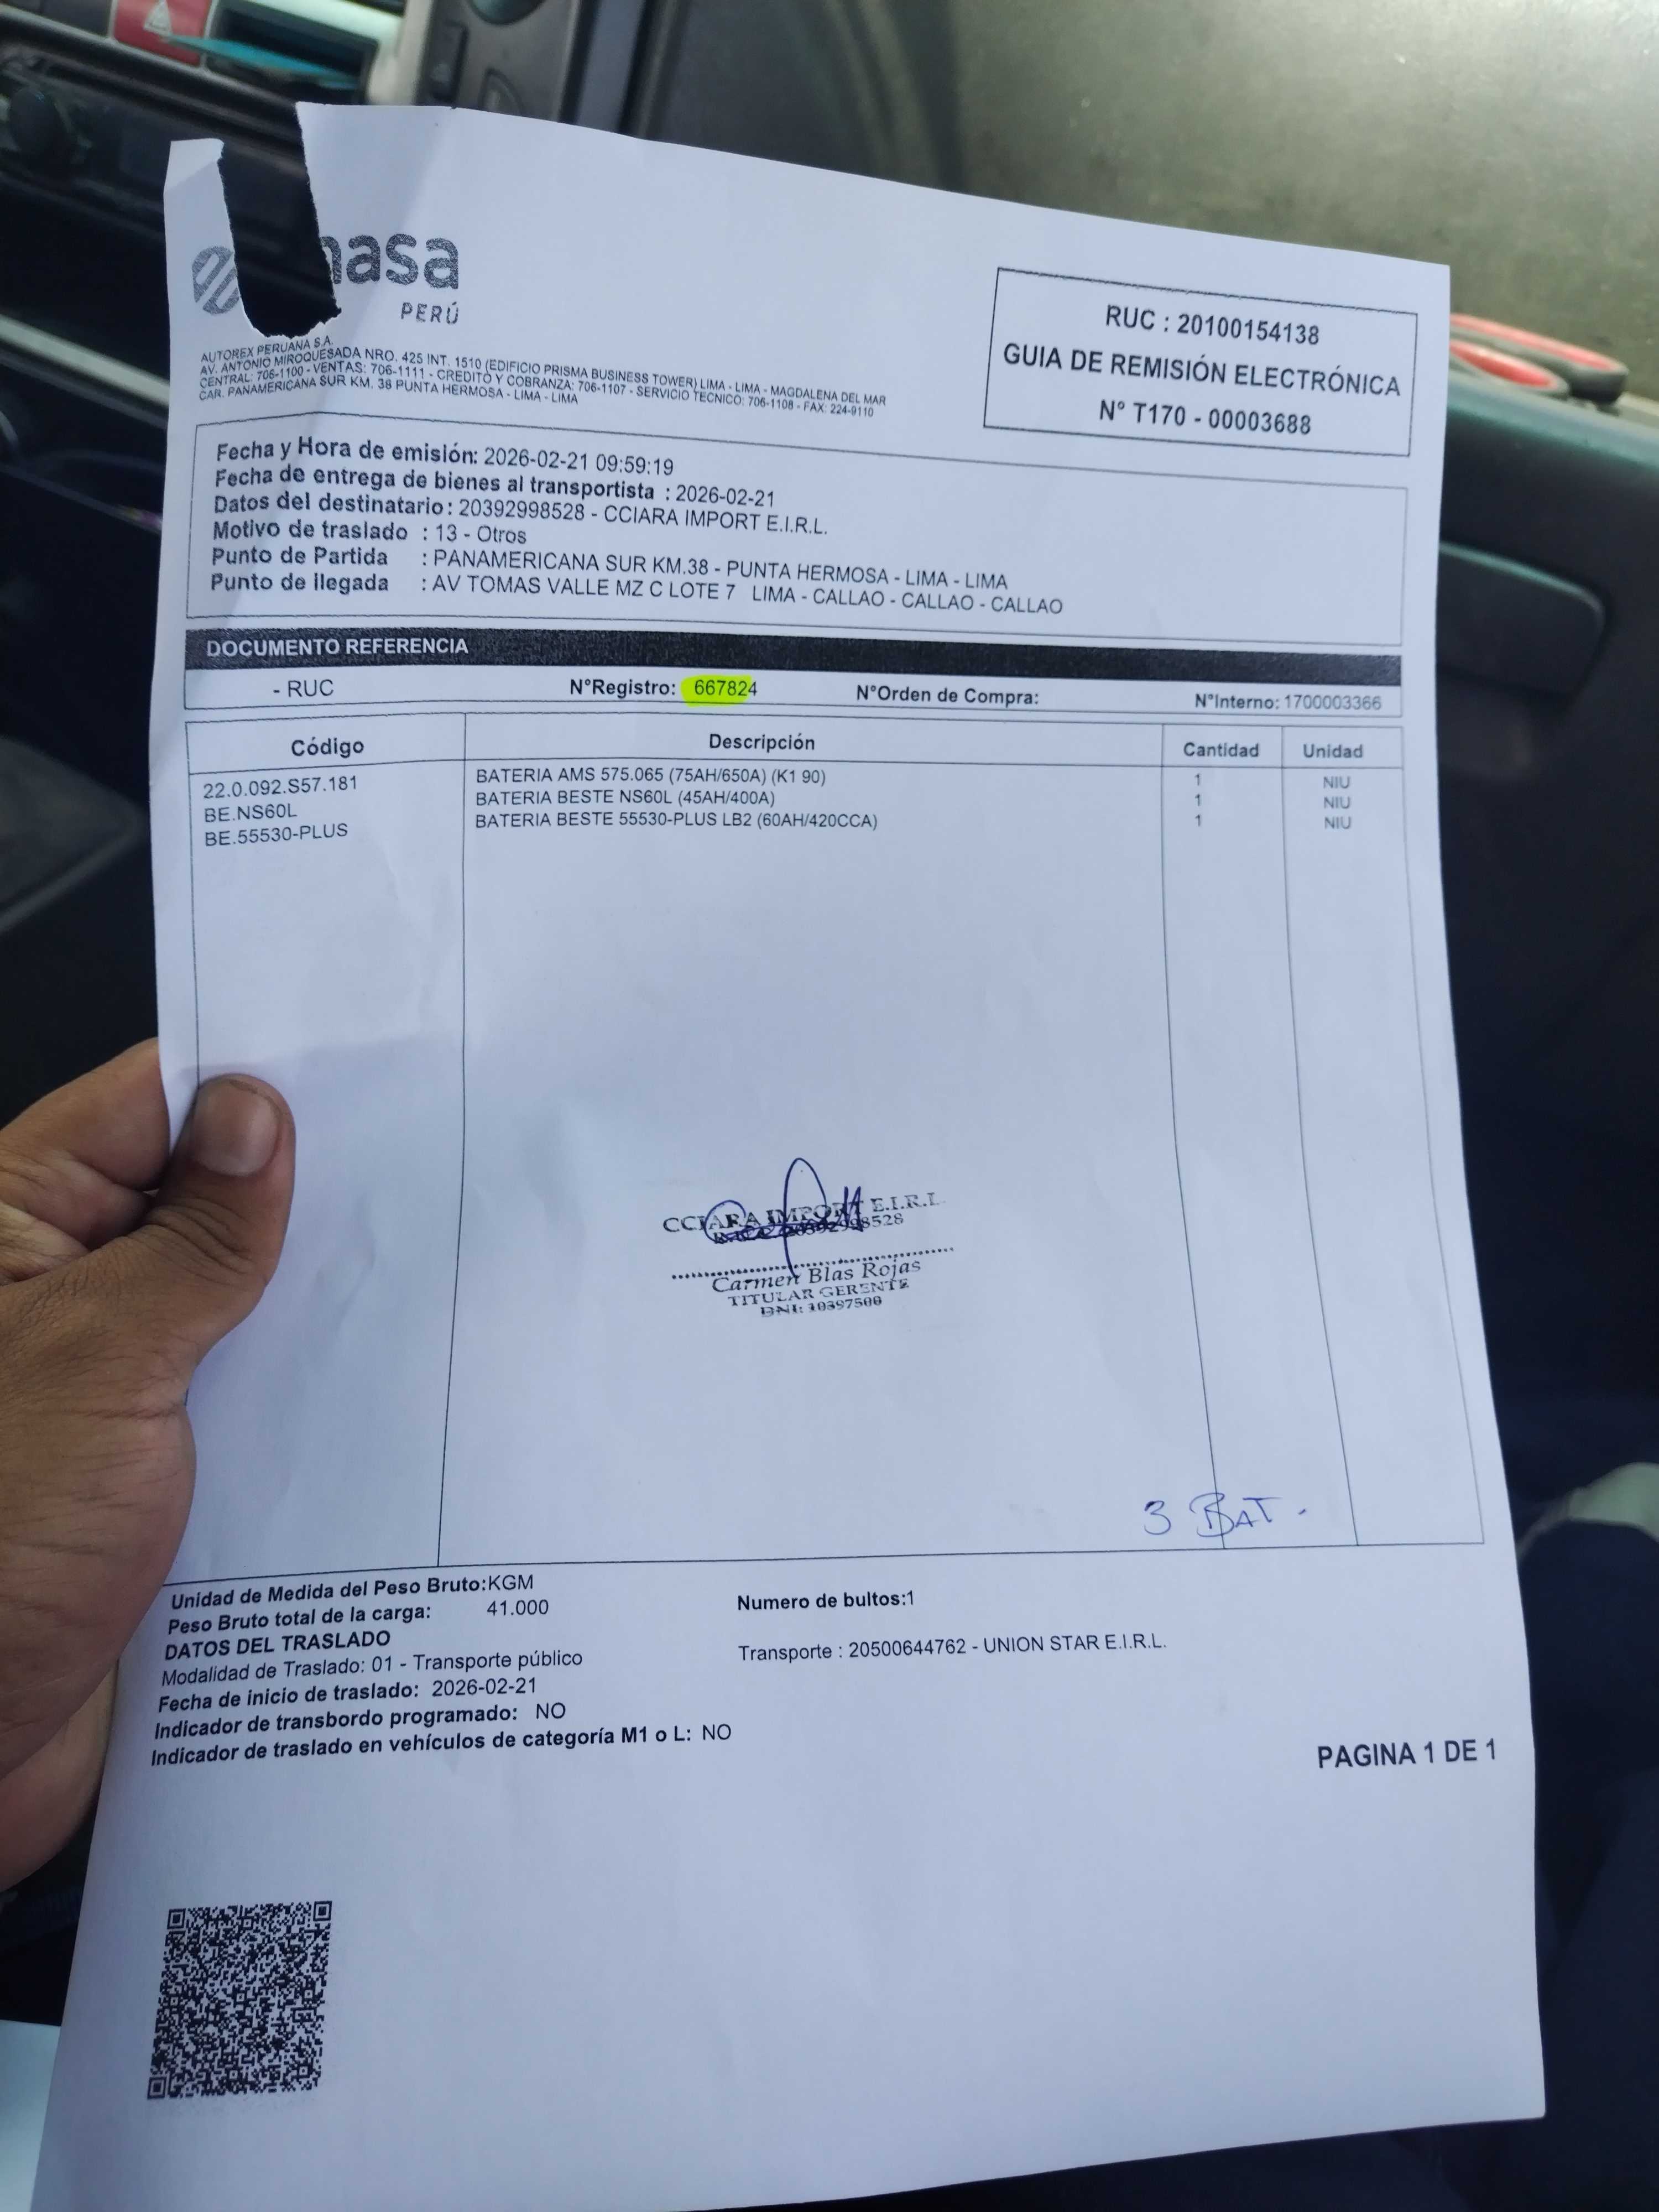 nasa
PERÚ
AUTOREX PERUANA S.A.
AV. ANTONIO MIROQUESADA NRO. 425 INT. 1510 (EDIFICIO PRISMA BUSINESS TOWER) LIMA - LIMA - MAGDALENA DEL MAR
CENTRAL: 706-1100 - VENTAS: 706-1111 - CREDITO Y COBRANZA: 706-1107 - SERVICIO TECNICO: 706-1108 - FAX: 224-9110
CAR. PANAMERICANA SUR KM. 38 PUNTA HERMOSA - LIMA - LIMA
RUC : 20100154138
GUIA DE REMISIÓN ELECTRÓNICA
N° T170 - 00003688
Fecha y Hora de emisión: 2026-02-21 09:59:19
Fecha de entrega de bienes al transportista : 2026-02-21
Datos del destinatario : 20392998528 - CCIARA IMPORT E.I.R.L.
Motivo de traslado : 13 - Otros
Punto de Partida : PANAMERICANA SUR KM.38 - PUNTA HERMOSA - LIMA - LIMA
Punto de llegada : AV TOMAS VALLE MZ C LOTE 7 LIMA - CALLAO - CALLAO - CALLAO
DOCUMENTO REFERENCIA
- RUC N°Registro: 667824 N°Orden de Compra: N°Interno: 1700003366
Código Descripción Cantidad Unidad
22.0.092.S57.181 BATERIA AMS 575.065 (75AH/650A) (K1 90) 1 NIU
BE.NS60L BATERIA BESTE NS60L (45AH/400A) 1 NIU
BE.55530-PLUS BATERIA BESTE 55530-PLUS LB2 (60AH/420CCA) 1 NIU
CCIARA IMPORT E.I.R.L.
R.U.C. 20392998528
Carmen Blas Rojas
TITULAR GERENTE
DNI: 10397500
3 BAT.
Unidad de Medida del Peso Bruto:KGM
Peso Bruto total de la carga: 41.000 Numero de bultos:1
DATOS DEL TRASLADO
Modalidad de Traslado: 01 - Transporte público Transporte : 20500644762 - UNION STAR E.I.R.L.
Fecha de inicio de traslado: 2026-02-21
Indicador de transbordo programado: NO
Indicador de traslado en vehículos de categoría M1 o L: NO
PAGINA 1 DE 1